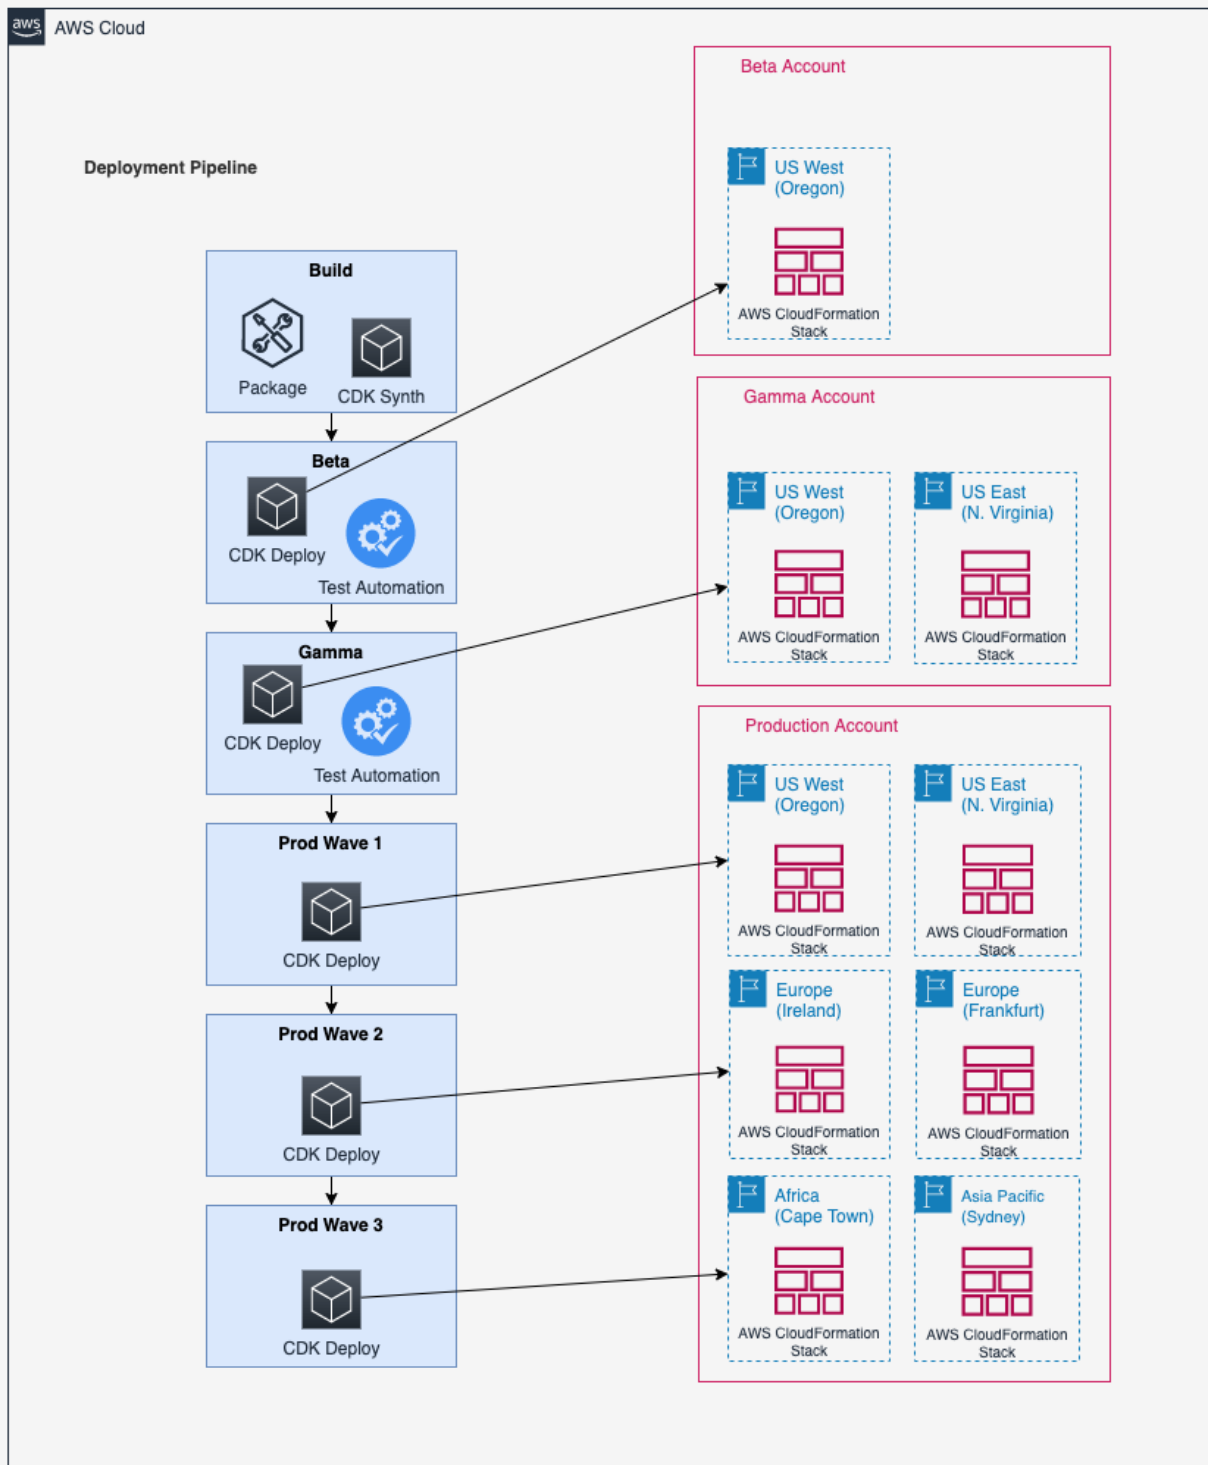 aws
AWS Cloud
Deployment Pipeline
Build
Package
CDK Synth
Beta
CDK Deploy
Test Automation
Gamma
CDK Deploy
Test Automation
Prod Wave 1
CDK Deploy
Prod Wave 2
CDK Deploy
Prod Wave 3
CDK Deploy
Beta Account
US West
(Oregon)
AWS CloudFormation
Stack
Gamma Account
US West
(Oregon)
AWS CloudFormation
Stack
US East
(N. Virginia)
AWS CloudFormation
Stack
Production Account
US West
(Oregon)
AWS CloudFormation
Stack
US East
(N. Virginia)
AWS CloudFormation
Stack
Europe
(Ireland)
AWS CloudFormation
Stack
Europe
(Frankfurt)
AWS CloudFormation
Stack
Africa
(Cape Town)
AWS CloudFormation
Stack
Asia Pacific
(Sydney)
AWS CloudFormation
Stack